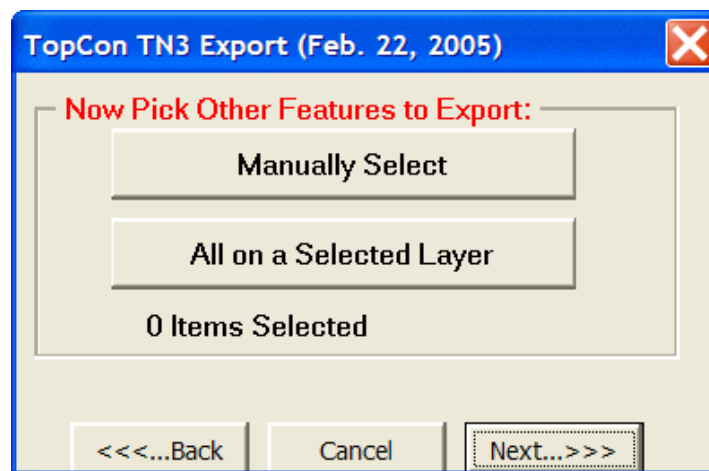 TopCon TN3 Export (Feb. 22, 2005)
Now Pick Other Features to Export:
Manually Select
All on a Selected Layer
0 Items Selected
<<<...Back
Cancel
Next...>>>